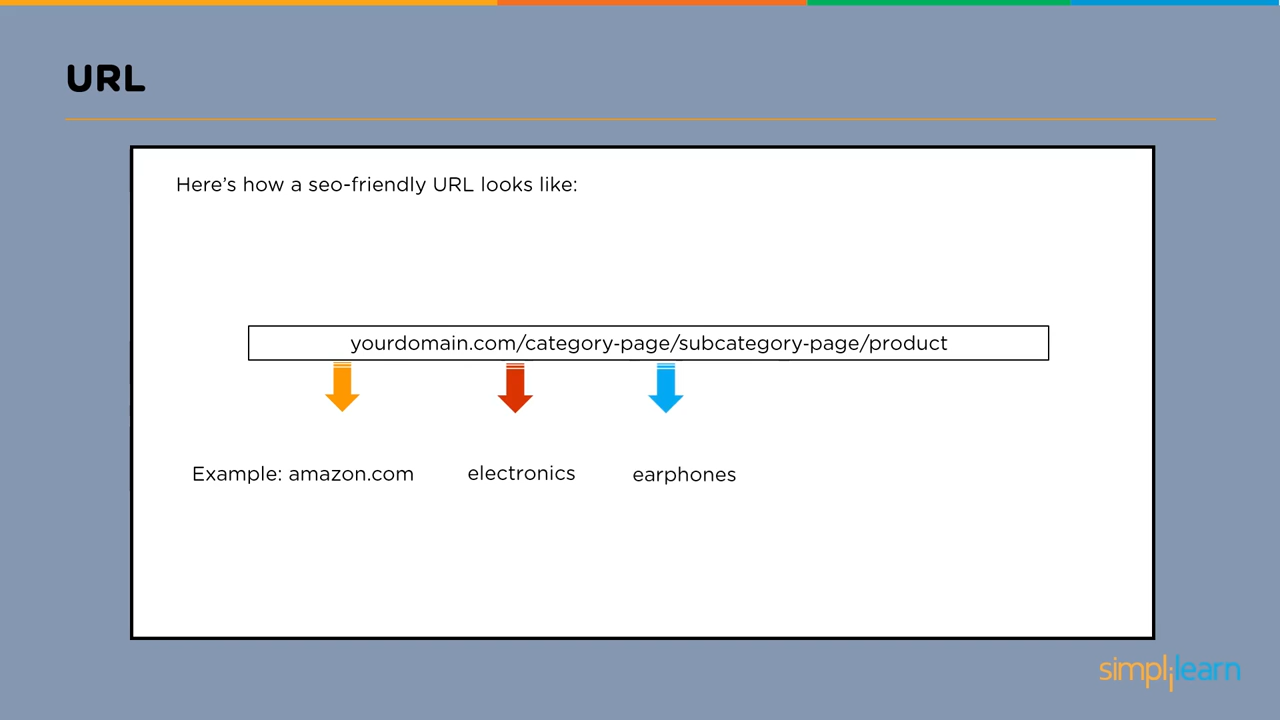 URL
Here’s how a seo-friendly URL looks like:
yourdomain.com/category-page/subcategory-page/product
Example: amazon.com electronics earphones
simplilearn